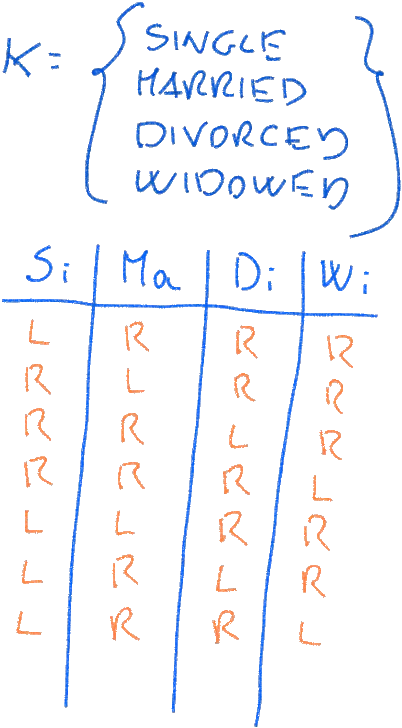 K = { SINGLE
MARRIED
DIVORCED
WIDOWED }
Si Ma Di Wi
L R R R
R L R R
R R L R
R R R L
L L R R
L R L R
L R R L